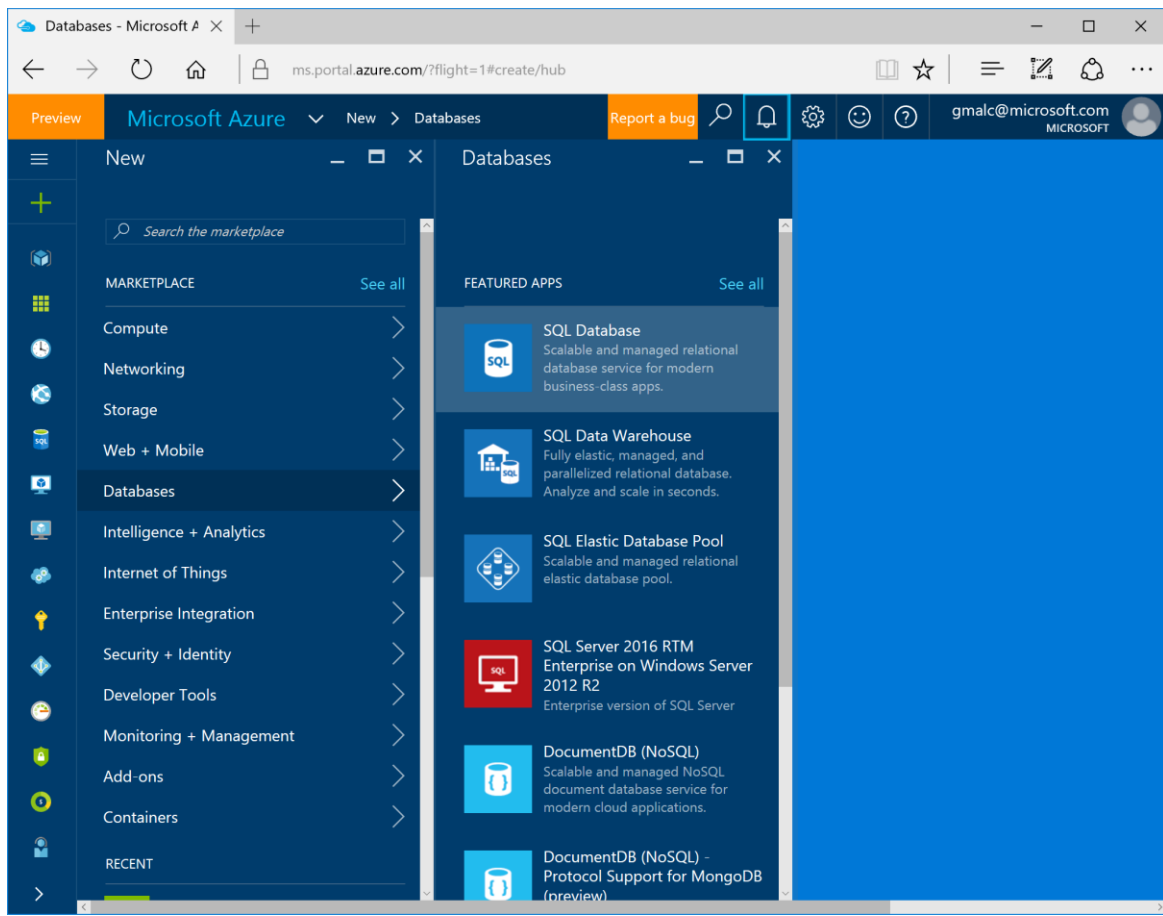 Databases - Microsoft A
ms.portal.azure.com/?flight=1#create/hub
Preview
Microsoft Azure
New > Databases
Report a bug
gmalc@microsoft.com
MICROSOFT
New
Search the marketplace
MARKETPLACE
See all
Compute
Networking
Storage
Web + Mobile
Databases
Intelligence + Analytics
Internet of Things
Enterprise Integration
Security + Identity
Developer Tools
Monitoring + Management
Add-ons
Containers
RECENT
Databases
FEATURED APPS
See all
SQL
SQL Database
Scalable and managed relational
database service for modern
business-class apps.
SQL
SQL Data Warehouse
Fully elastic, managed, and
parallelized relational database.
Analyze and scale in seconds.
SQL Elastic Database Pool
Scalable and managed relational
elastic database pool.
SQL
SQL Server 2016 RTM
Enterprise on Windows Server
2012 R2
Enterprise version of SQL Server
DocumentDB (NoSQL)
Scalable and managed NoSQL
document database service for
modern cloud applications.
DocumentDB (NoSQL) -
Protocol Support for MongoDB
(preview)